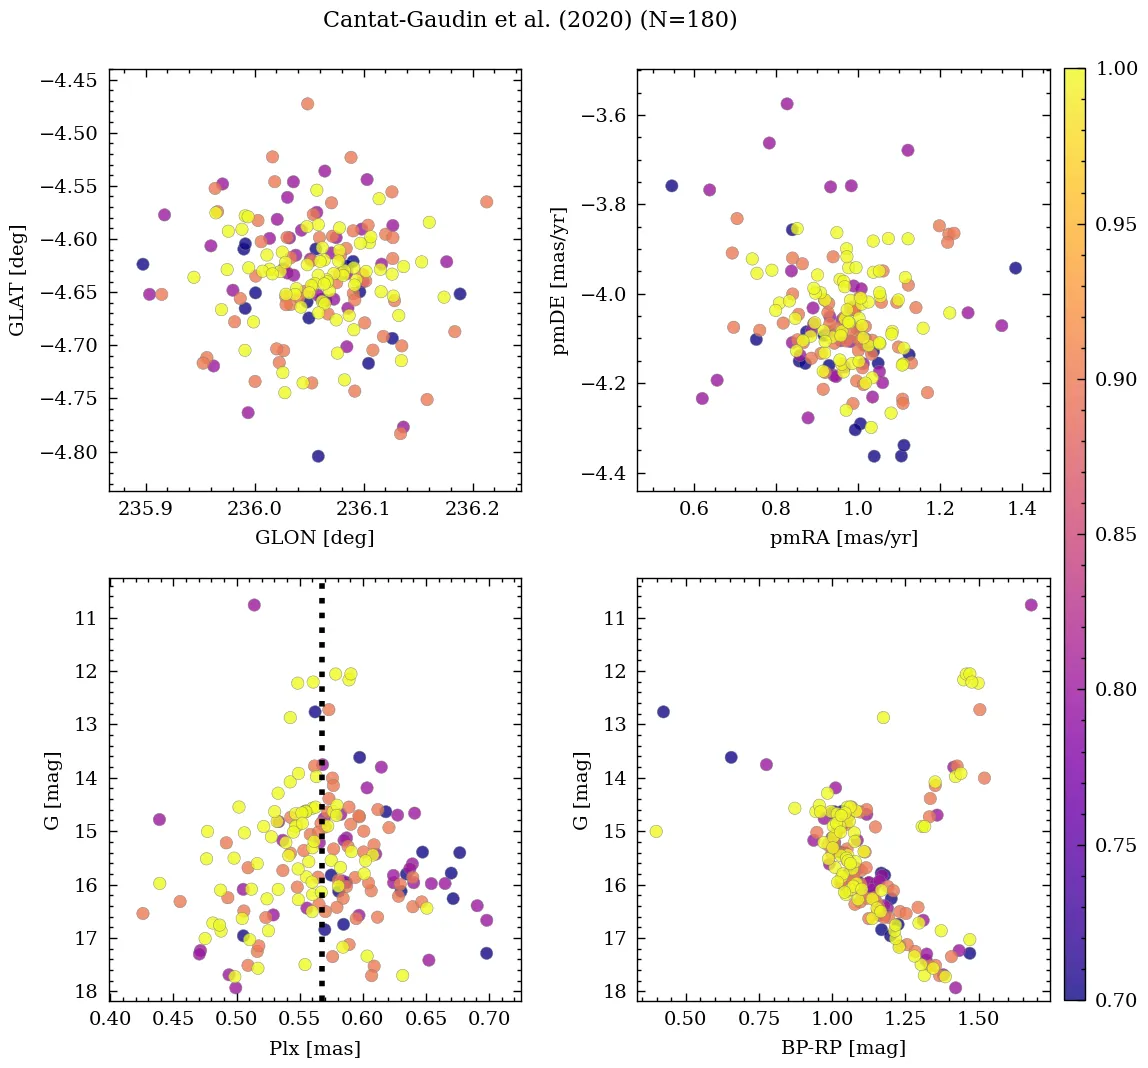 Cantat-Gaudin et al. (2020) (N=180)
−4.45
−4.50
−4.55
−4.60
−4.65
−4.70
−4.75
−4.80
GLAT [deg]
235.9 236.0 236.1 236.2
GLON [deg]
−3.6
−3.8
−4.0
−4.2
−4.4
pmDE [mas/yr]
0.6 0.8 1.0 1.2 1.4
pmRA [mas/yr]
11
12
13
14
15
16
17
18
G [mag]
0.40 0.45 0.50 0.55 0.60 0.65 0.70
Plx [mas]
11
12
13
14
15
16
17
18
G [mag]
0.50 0.75 1.00 1.25 1.50
BP-RP [mag]
1.00
0.95
0.90
0.85
0.80
0.75
0.70